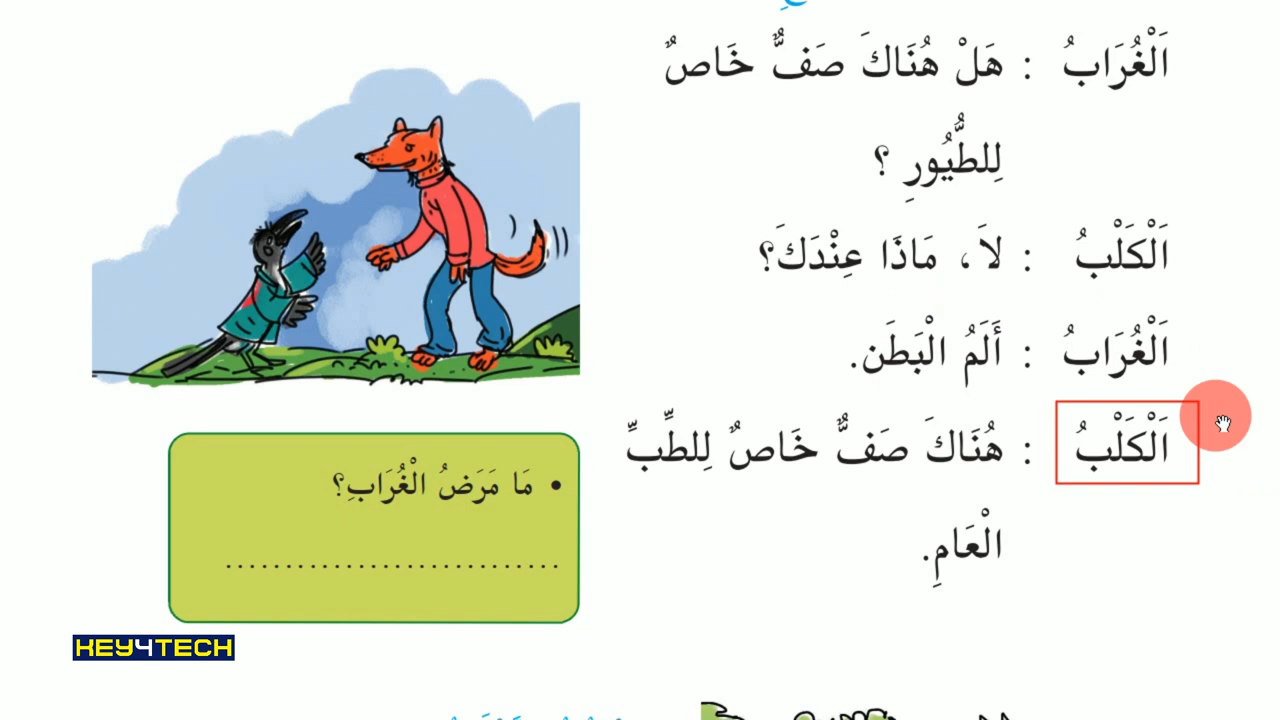 اَلْغُرَابُ : هَلْ هُنَاكَ صَفٌّ خَاصٌ
لِلطُّيُورِ ؟
اَلْكَلْبُ : لاَ، مَاذَا عِنْدَكَ؟
اَلْغُرَابُ : أَلَمُ الْبَطَن.
اَلْكَلْبُ : هُنَاكَ صَفٌّ خَاصٌ لِلطِّبِّ
الْعَامِ.
• مَا مَرَضُ الْغُرَابِ؟
............................
KEY4TECH